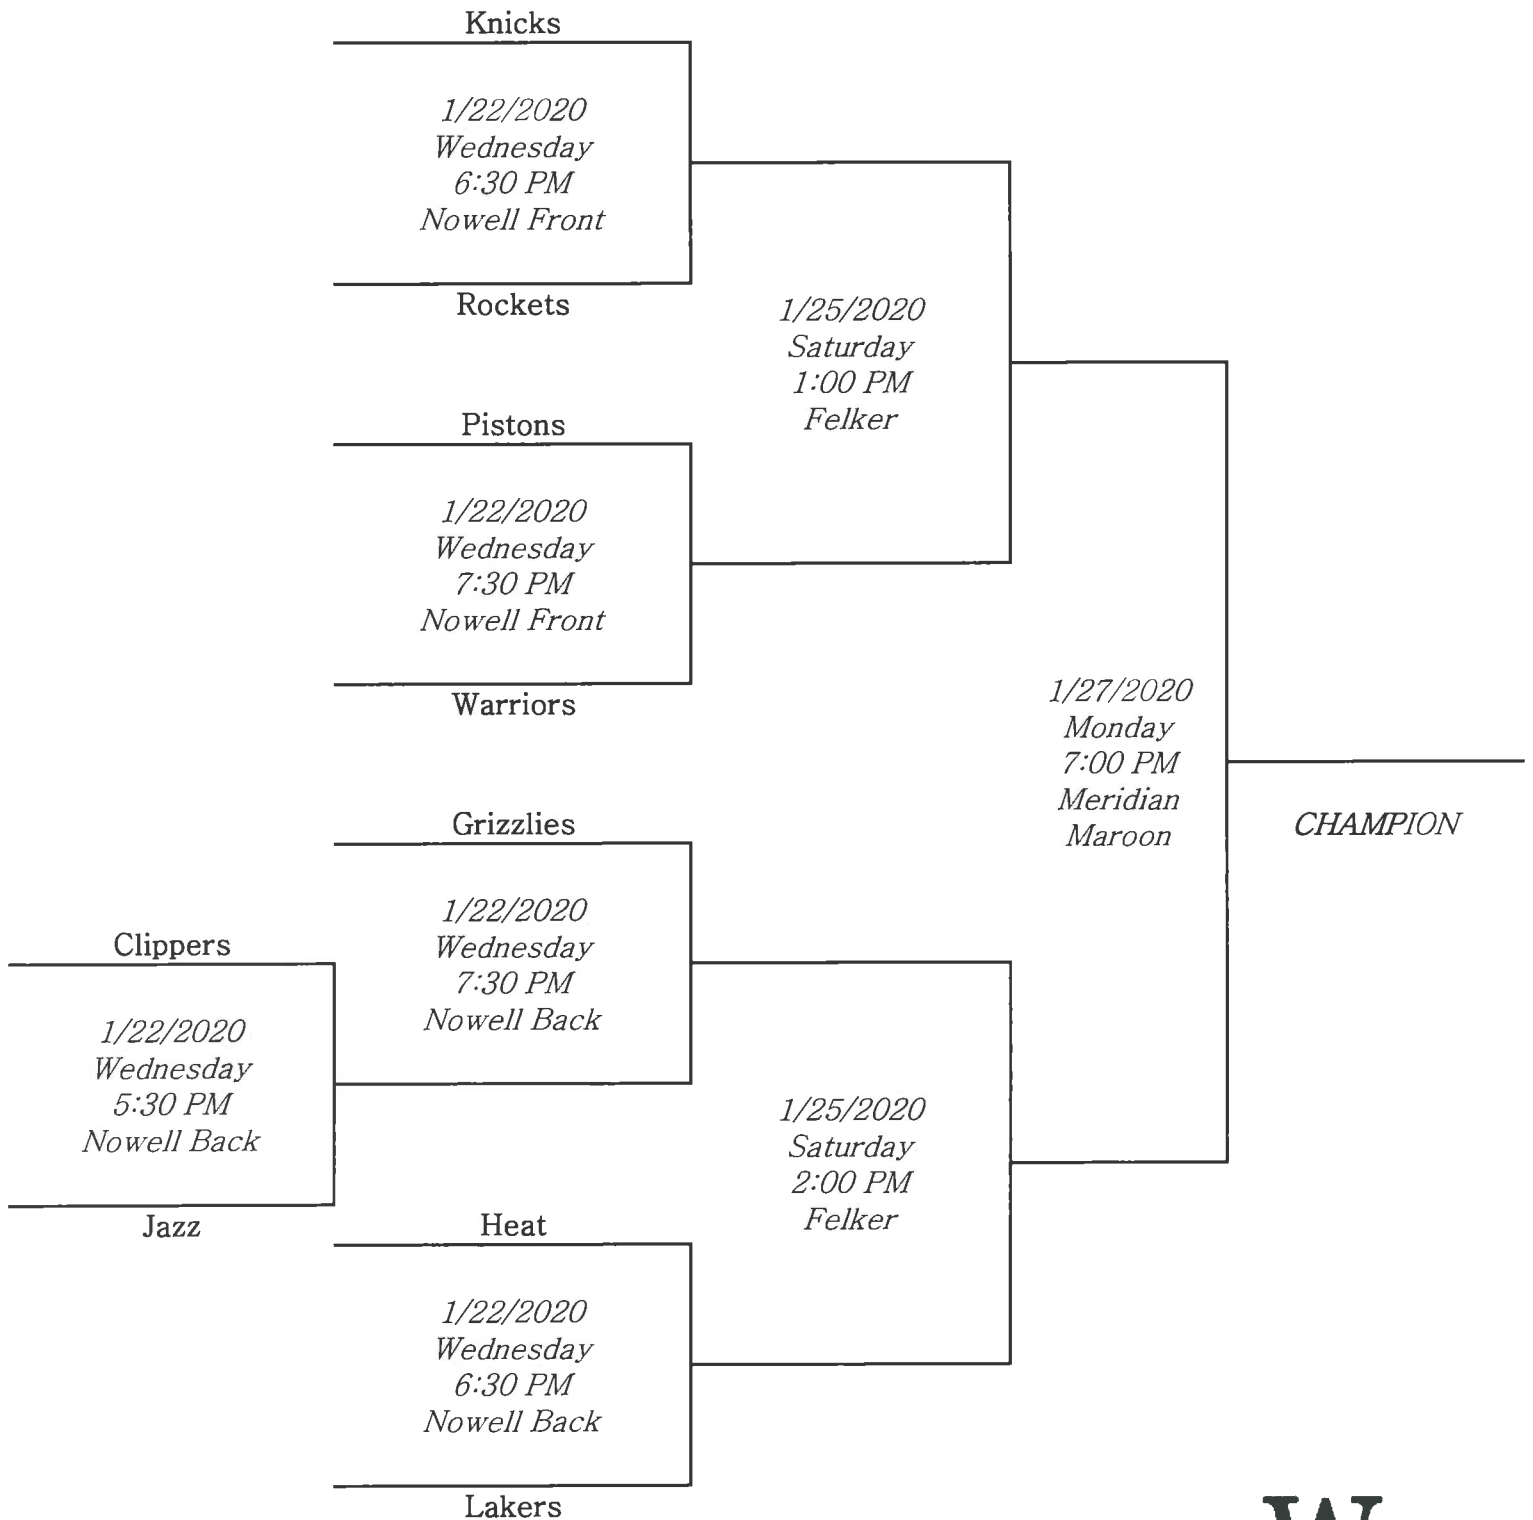 Knicks
1/22/2020
Wednesday
6:30 PM
Nowell Front
Rockets
1/25/2020
Saturday
1:00 PM
Felker
Pistons
1/22/2020
Wednesday
7:30 PM
Nowell Front
Warriors
1/27/2020
Monday
7:00 PM
Meridian
Maroon
CHAMPION
Grizzlies
1/22/2020
Wednesday
7:30 PM
Nowell Back
Clippers
1/22/2020
Wednesday
5:30 PM
Nowell Back
Jazz
1/25/2020
Saturday
2:00 PM
Felker
Heat
1/22/2020
Wednesday
6:30 PM
Nowell Back
Lakers